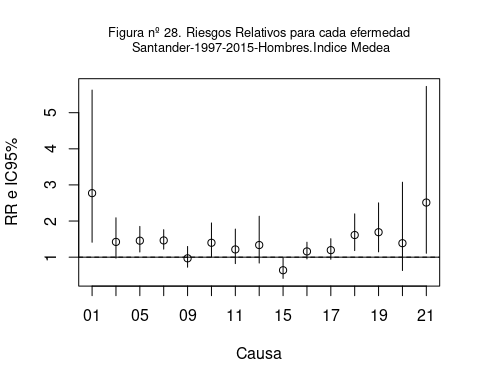 Figura nº 28. Riesgos Relativos para cada efermedad
Santander-1997-2015-Hombres.Indice Medea
RR e IC95%
5
4
3
2
1
01 05 09 11 15 17 19 21
Causa